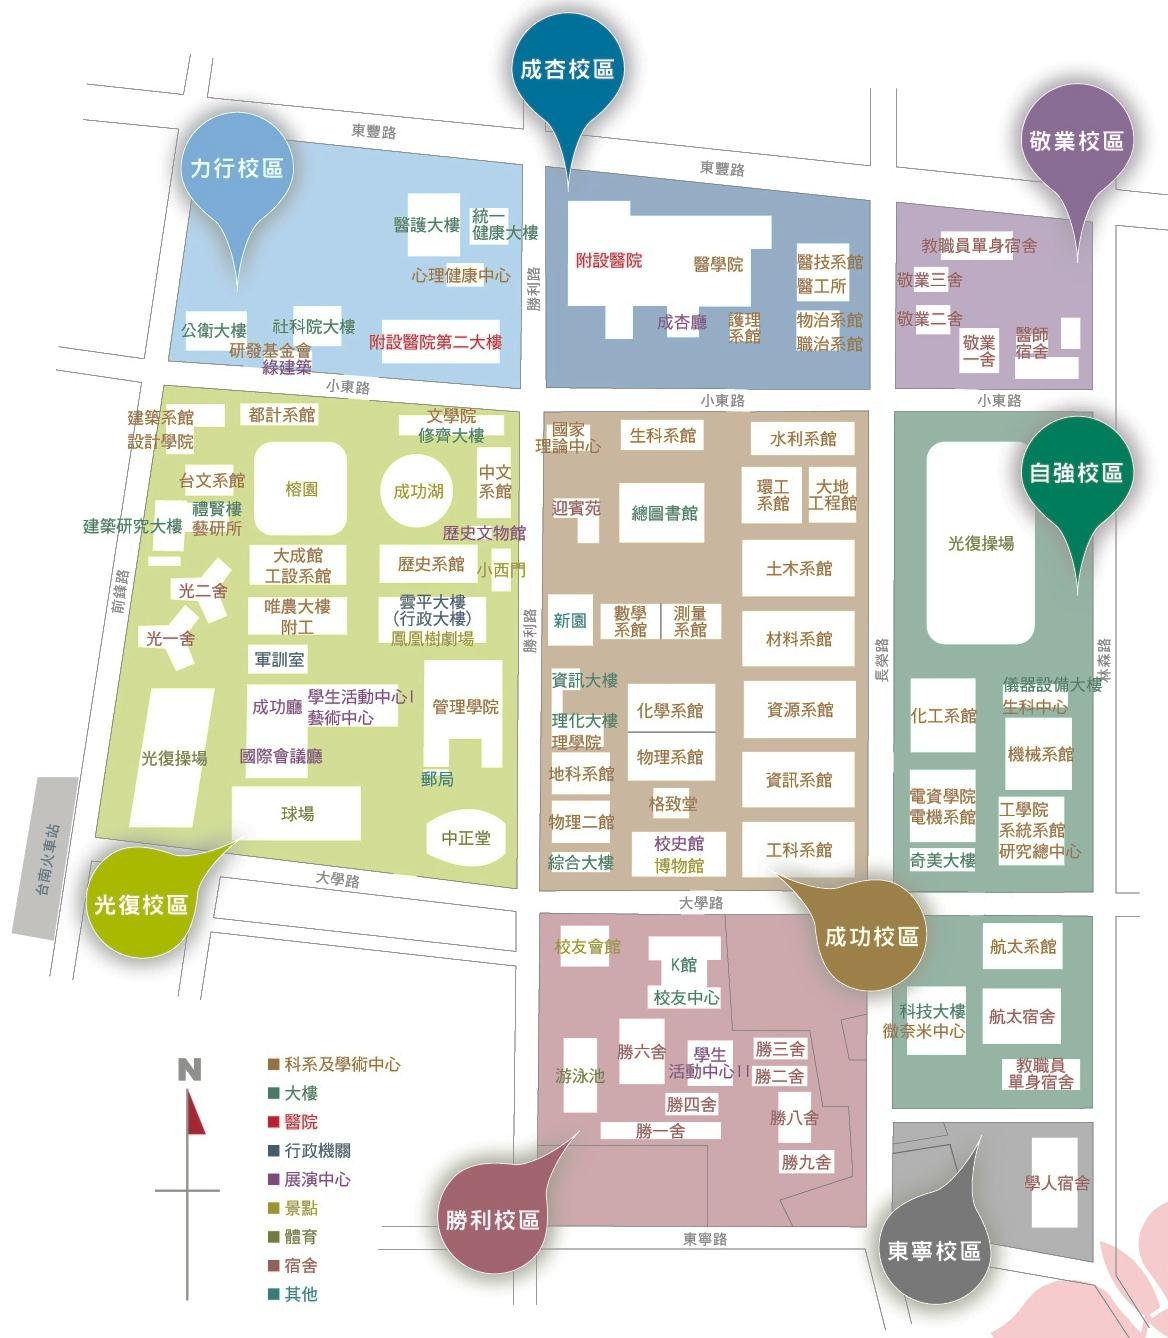 成杏校區
敬業校區
力行校區
東豐路
東豐路
醫護大樓
統一
健康大樓
心理健康中心
公衛大樓
社科院大樓
研發基金會
綠建築
附設醫院第二大樓
勝利路
附設醫院
醫學院
成杏廳
護理
系館
醫技系館
醫工所
物治系館
職治系館
教職員單身宿舍
敬業三舍
敬業二舍
敬業
一舍
醫師
宿舍
小東路
小東路
小東路
建築系館
設計學院
都計系館
文學院
修齊大樓
台文系館
榕園
成功湖
中文
系館
禮賢樓
藝研所
建築研究大樓
歷史文物館
大成館
工設系館
歷史系館
小西門
光二舍
唯農大樓
附工
雲平大樓
(行政大樓)
鳳凰樹劇場
光一舍
軍訓室
成功廳
學生活動中心I
藝術中心
管理學院
國際會議廳
光復操場
郵局
球場
中正堂
前鋒路
台南火車站
光復校區
大學路
勝利路
國家
理論中心
生科系館
水利系館
迎賓苑
總圖書館
環工
系館
大地
工程館
土木系館
新園
數學
系館
測量
系館
材料系館
資訊大樓
理化大樓
理學院
化學系館
資源系館
地科系館
物理系館
資訊系館
物理二館
格致堂
綜合大樓
校史館
博物館
工科系館
大學路
成功校區
長榮路
自強校區
光復操場
林森路
儀器設備大樓
生科中心
化工系館
機械系館
電資學院
電機系館
工學院
系統系館
研究總中心
奇美大樓
航太系館
科技大樓
微奈米中心
航太宿舍
教職員
單身宿舍
校友會館
K館
校友中心
游泳池
勝六舍
學生
活動中心II
勝三舍
勝二舍
勝四舍
勝一舍
勝八舍
勝九舍
勝利校區
東寧路
學人宿舍
東寧校區
N
科系及學術中心
大樓
醫院
行政機關
展演中心
景點
體育
宿舍
其他